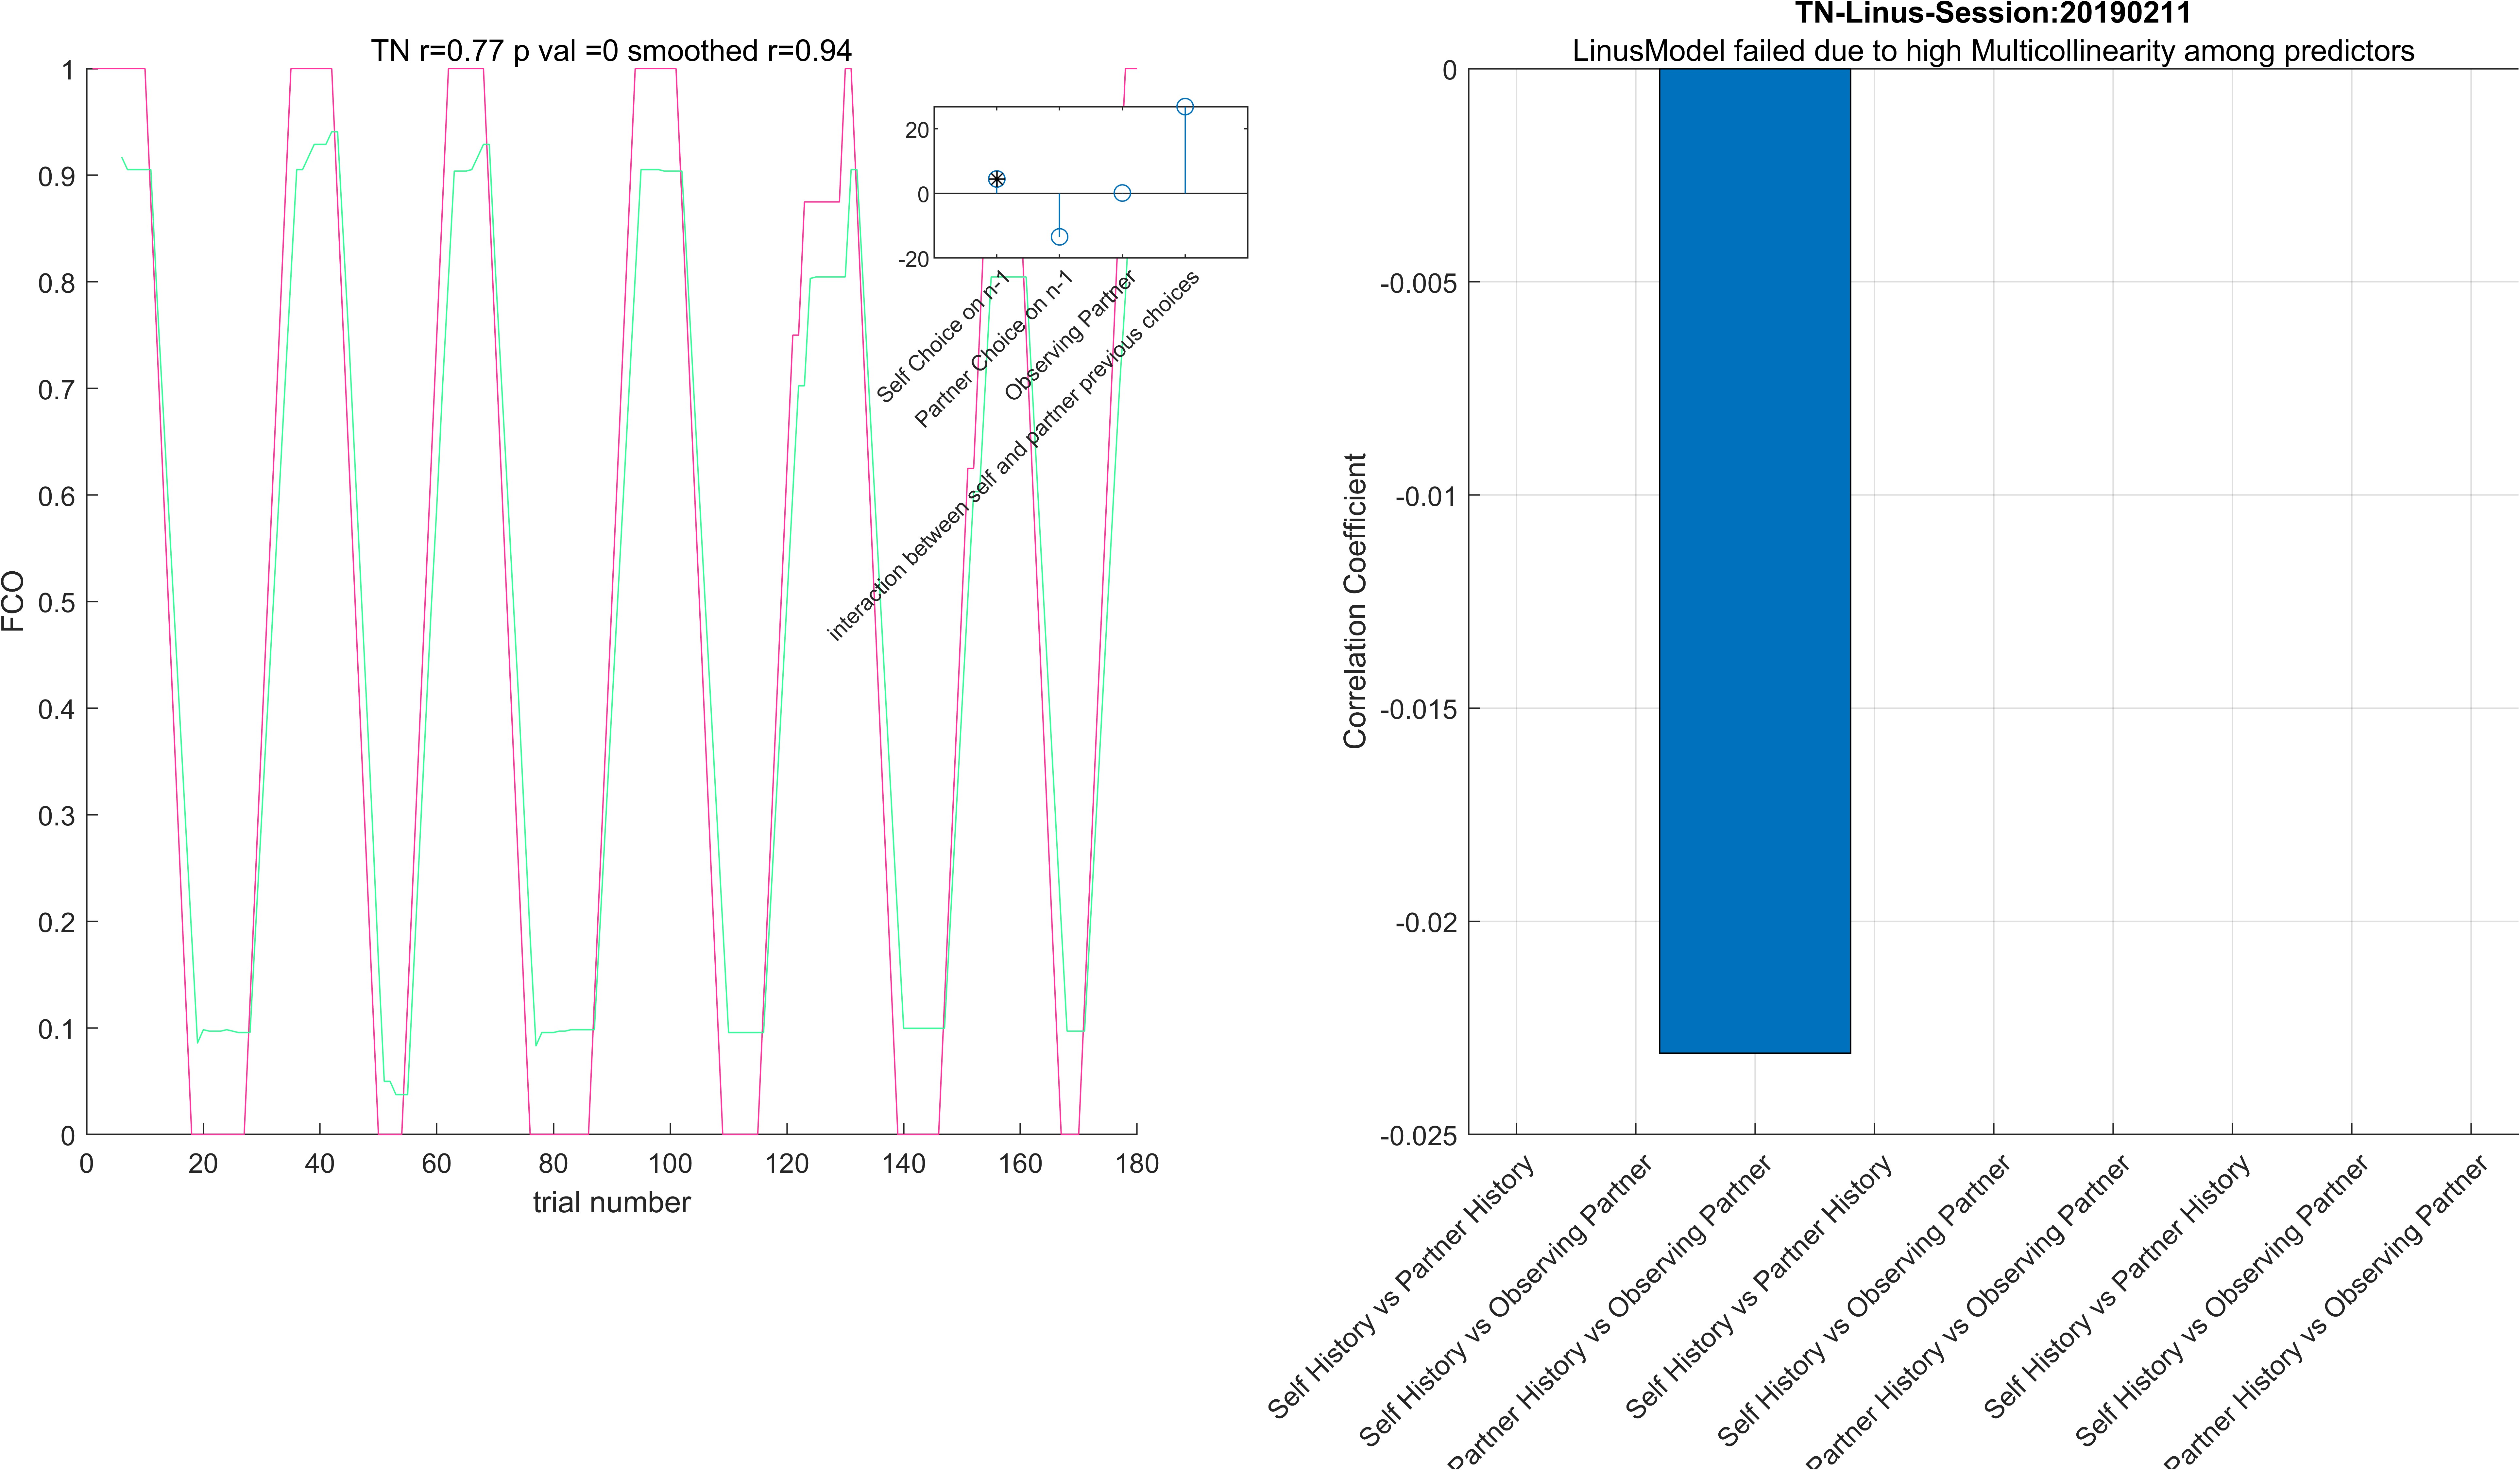 TN r=0.77 p val =0 smoothed r=0.94
1
0.9
0.8
0.7
0.6
0.5
0.4
0.3
0.2
0.1
0
FCO
0 20 40 60 80 100 120 140 160 180
trial number
20
0
-20
Self Choice on n-1
Partner Choice on n-1
Observing Partner
interaction between self and partner previous choices
TN-Linus-Session:20190211
LinusModel failed due to high Multicollinearity among predictors
0
-0.005
-0.01
-0.015
-0.02
-0.025
Correlation Coefficient
Self History vs Partner History
Self History vs Observing Partner
Partner History vs Observing Partner
Self History vs Partner History
Self History vs Observing Partner
Partner History vs Observing Partner
Self History vs Partner History
Self History vs Observing Partner
Partner History vs Observing Partner